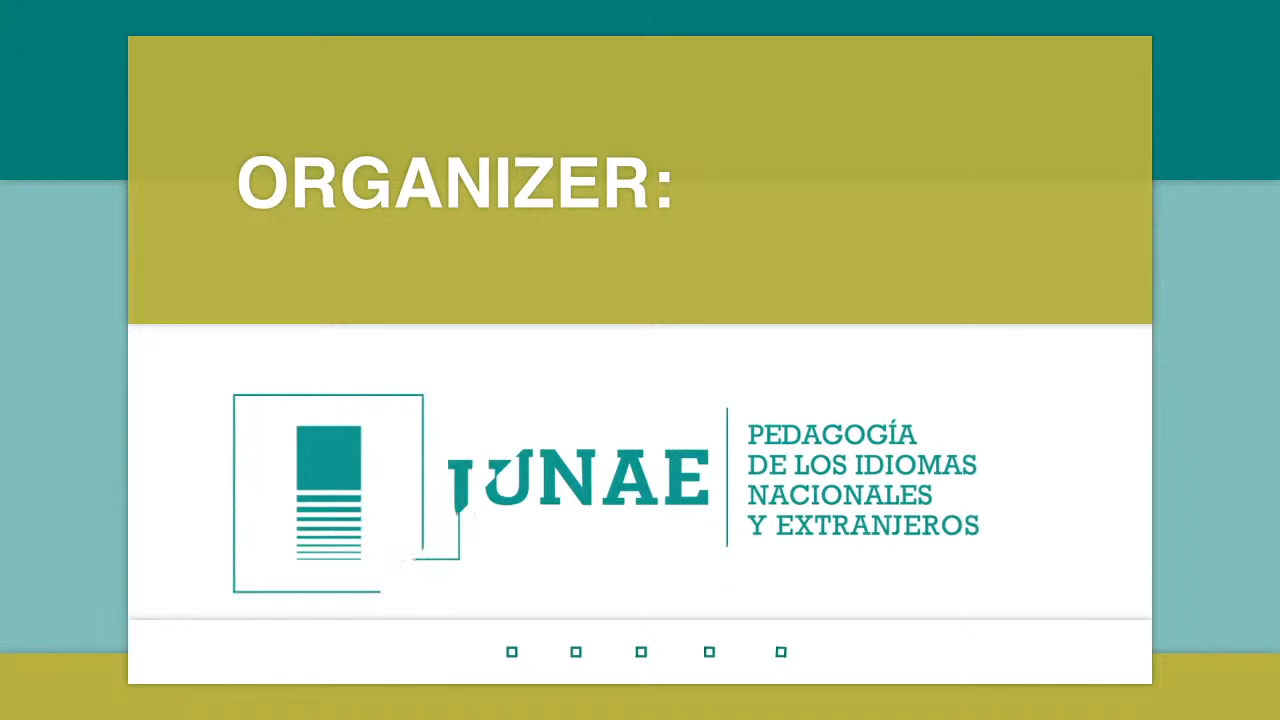 ORGANIZER:
UNAE
PEDAGOGÍA
DE LOS IDIOMAS
NACIONALES
Y EXTRANJEROS